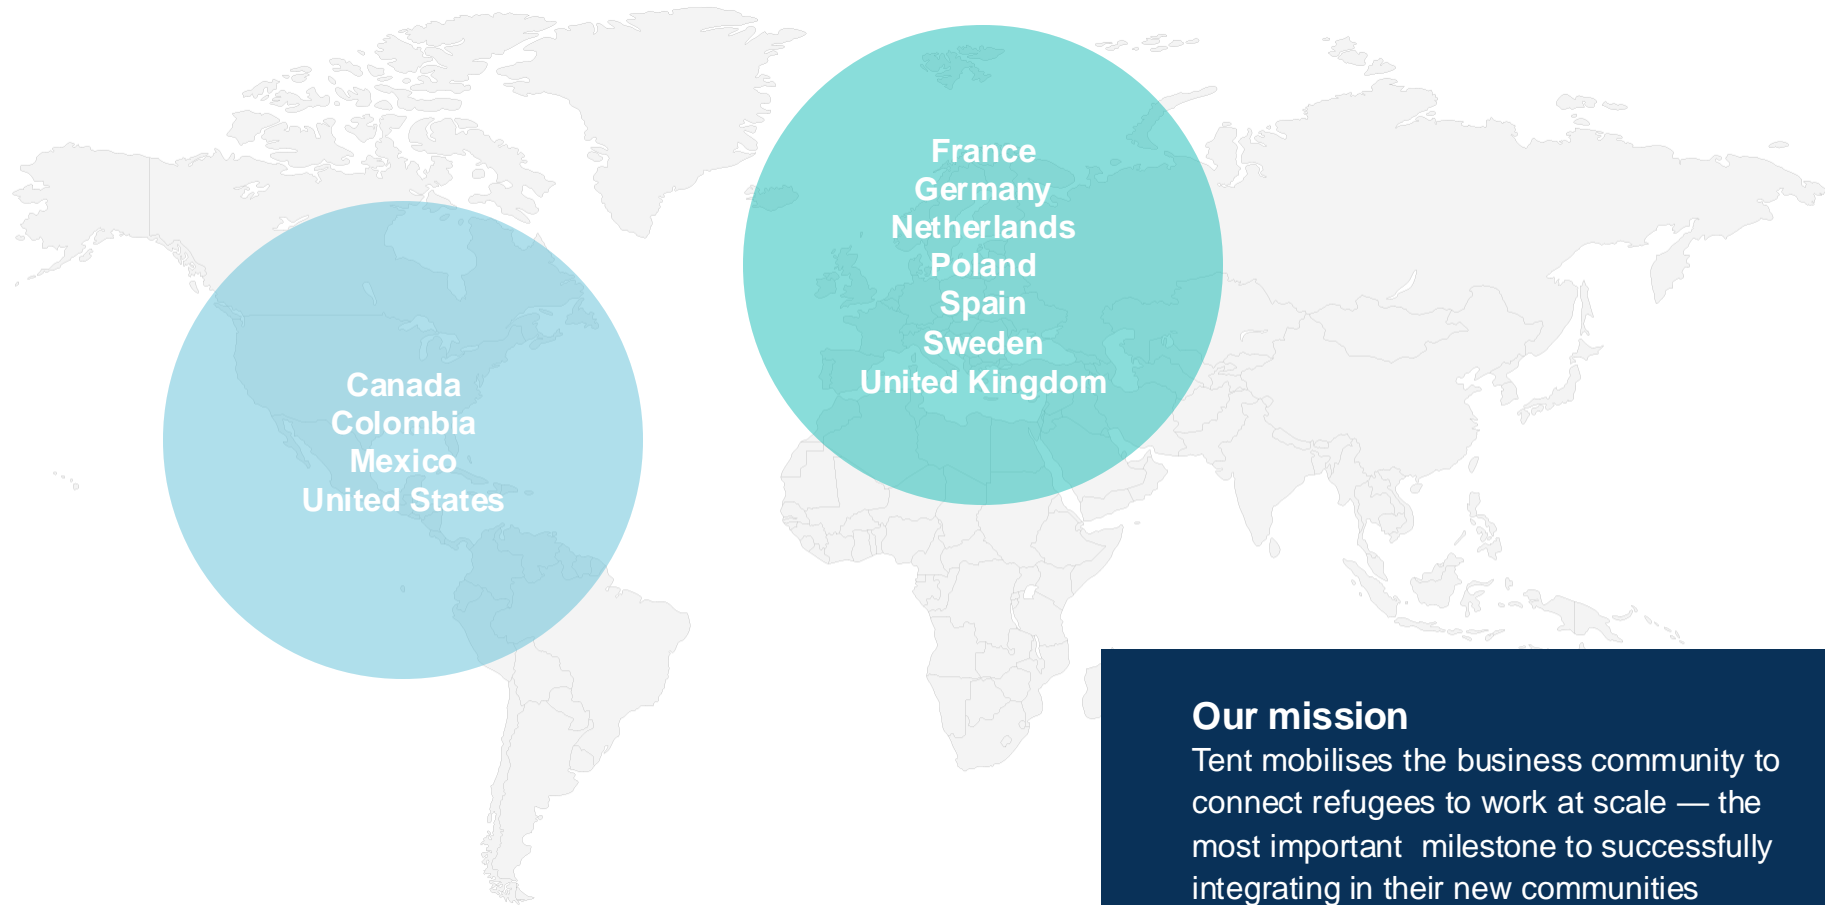 France
Germany
Netherlands
Poland
Spain
Sweden
United Kingdom
Canada
Colombia
Mexico
United States
Our mission
Tent mobilises the business community to
connect refugees to work at scale — the
most important  milestone to successfully
integrating in their new communities